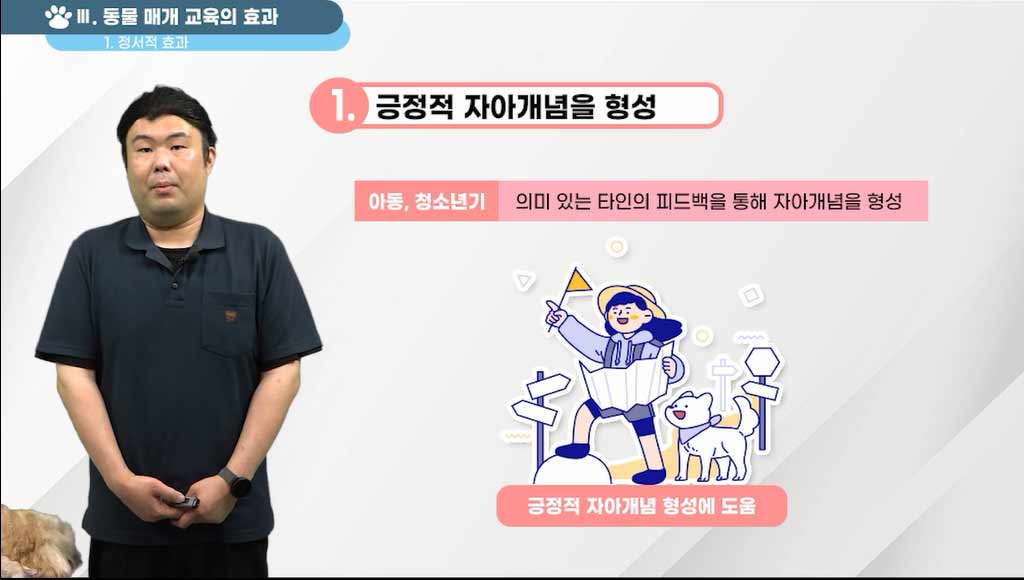 Ⅲ. 동물 매개 교육의 효과
1. 정서적 효과
1. 긍정적 자아개념을 형성
아동, 청소년기 의미 있는 타인의 피드백을 통해 자아개념을 형성
긍정적 자아개념 형성에 도움